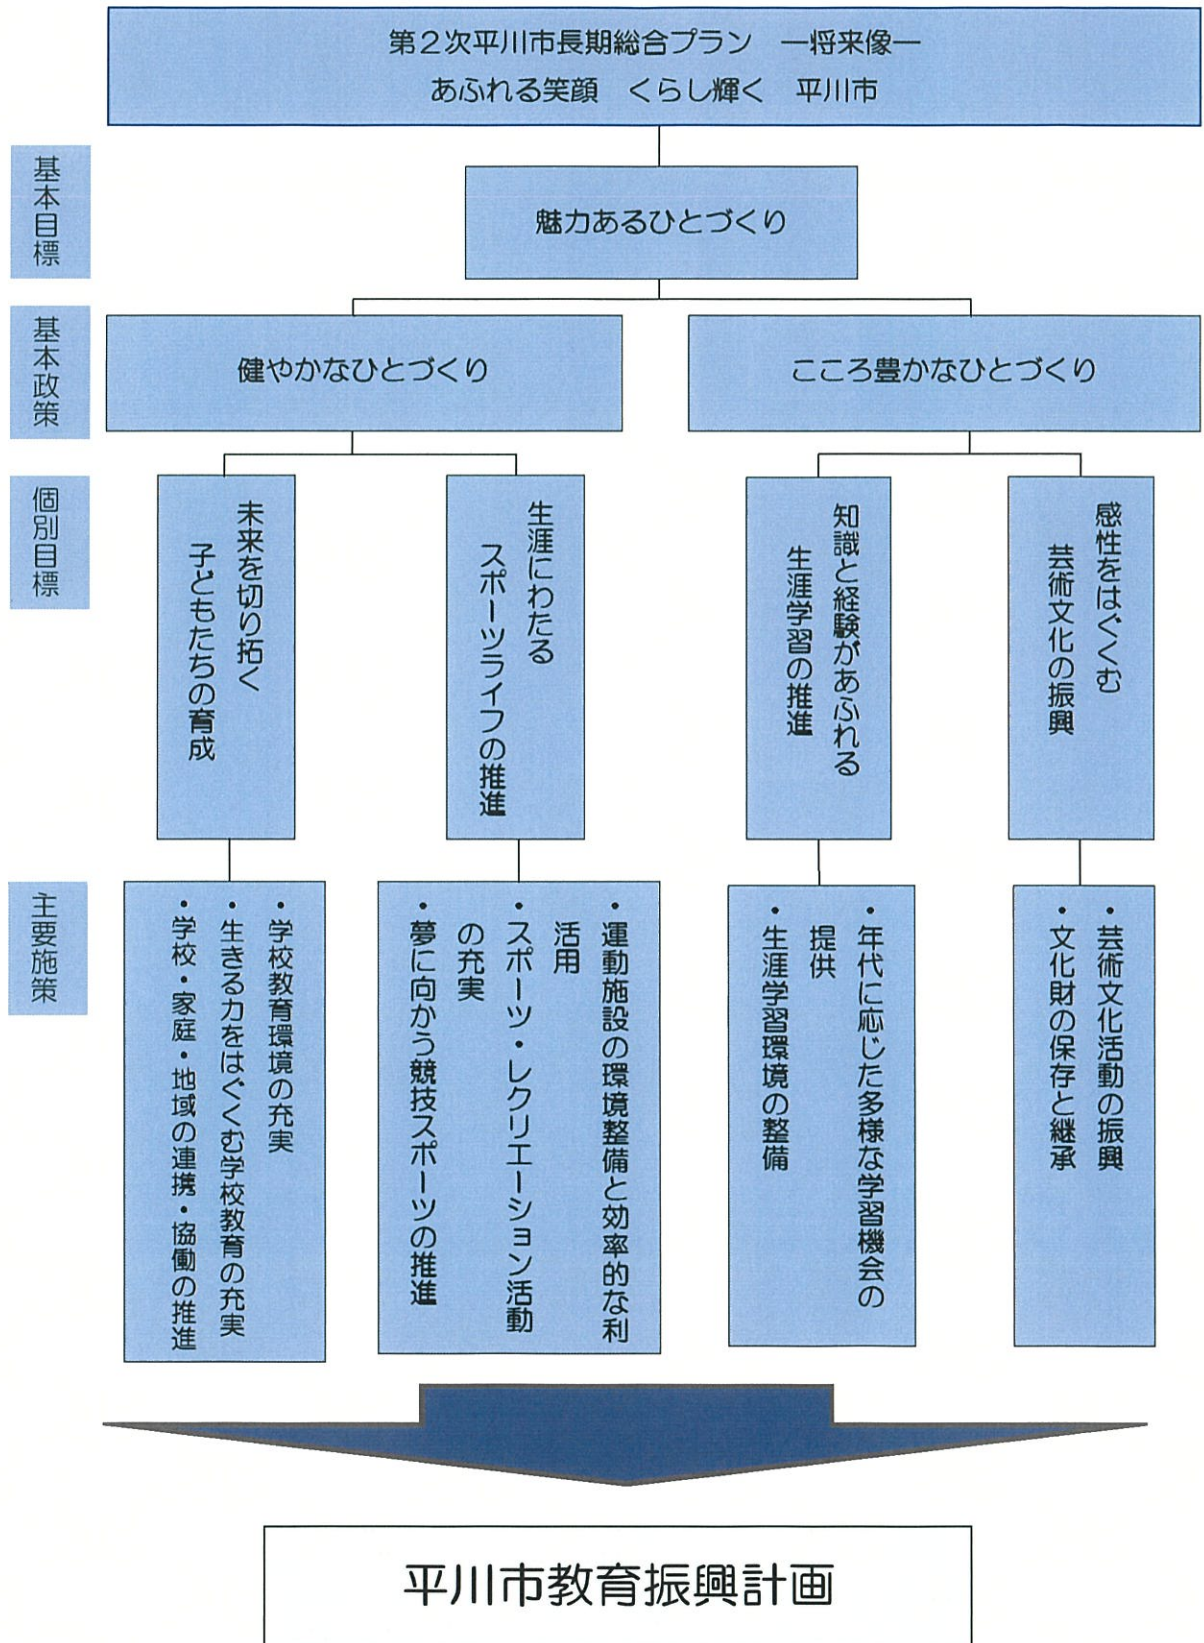 第２次平川市長期総合プラン　―将来像―
あふれる笑顔　くらし輝く　平川市
基本目標
魅力あるひとづくり
基本政策
健やかなひとづくり
こころ豊かなひとづくり
個別目標
未来を切り拓く
子どもたちの育成
生涯にわたる
スポーツライフの推進
知識と経験があふれる
生涯学習の推進
感性をはぐくむ
芸術文化の振興
主要施策
・学校教育環境の充実
・生きる力をはぐくむ学校教育の充実
・学校・家庭・地域の連携・協働の推進
・運動施設の環境整備と効率的な利
活用
・スポーツ・レクリエーション活動
の充実
・夢に向かう競技スポーツの推進
・年代に応じた多様な学習機会の
提供
・生涯学習環境の整備
・芸術文化活動の振興
・文化財の保存と継承
平川市教育振興計画